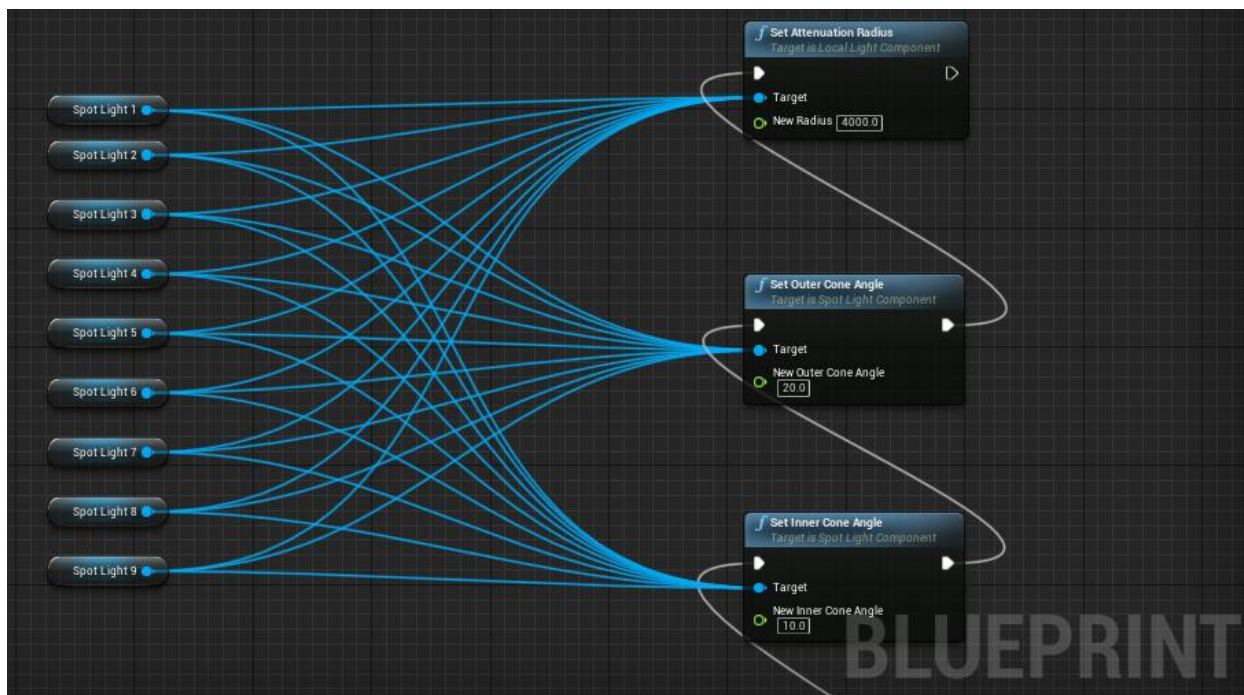 Spot Light 1
Spot Light 2
Spot Light 3
Spot Light 4
Spot Light 5
Spot Light 6
Spot Light 7
Spot Light 8
Spot Light 9
f Set Attenuation Radius
Target is Local Light Component
Target
New Radius 4000.0
f Set Outer Cone Angle
Target is Spot Light Component
Target
New Outer Cone Angle
20.0
f Set Inner Cone Angle
Target is Spot Light Component
Target
New Inner Cone Angle
10.0
BLUEPRINT